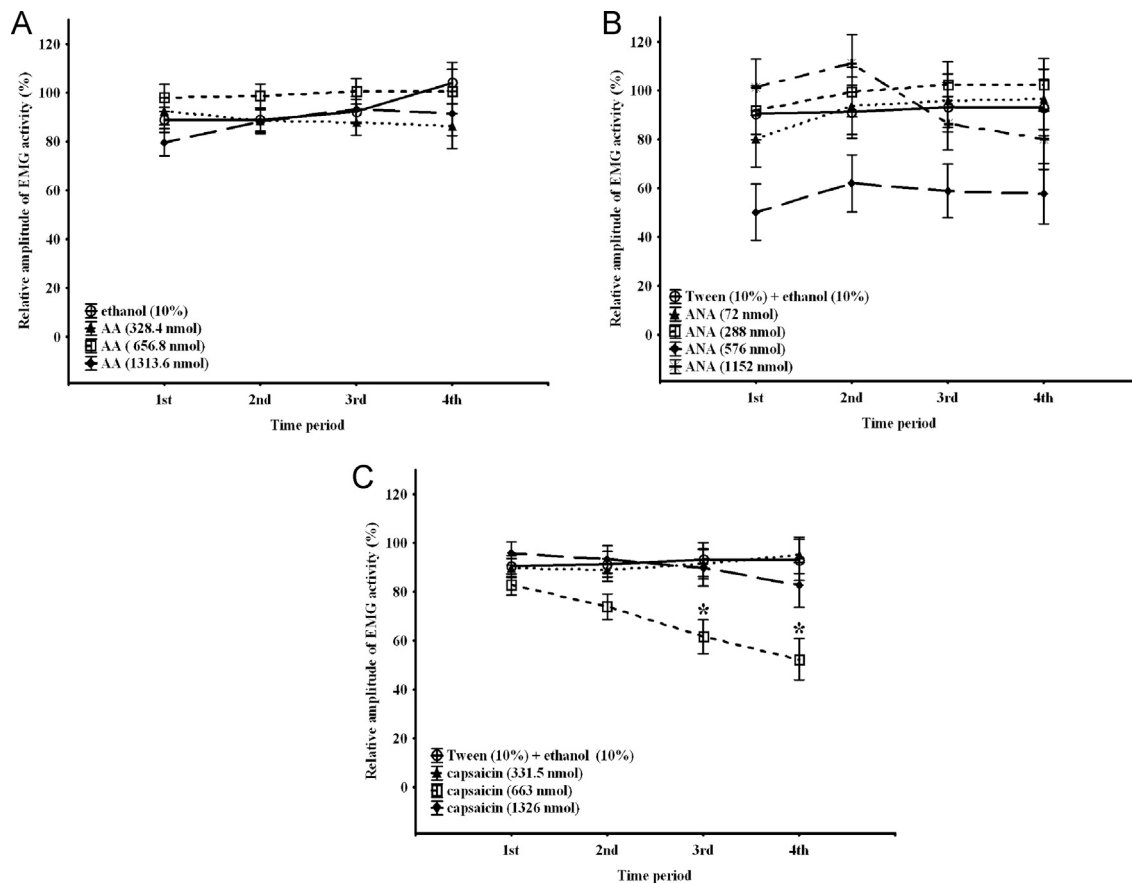 A
Relative amplitude of EMG activity (%)
120
100
80
60
40
20
0
ethanol (10%)
AA (328.4 nmol)
AA ( 656.8 nmol)
AA (1313.6 nmol)
1st 2nd 3rd 4th
Time period
B
Relative amplitude of EMG activity (%)
120
100
80
60
40
20
0
Tween (10%) + ethanol (10%)
ANA (72 nmol)
ANA (288 nmol)
ANA (576 nmol)
ANA (1152 nmol)
1st 2nd 3rd 4th
Time period
C
Relative amplitude of EMG activity (%)
120
100
80
60
40
20
0
*
*
Tween (10%) + ethanol (10%)
capsaicin (331.5 nmol)
capsaicin (663 nmol)
capsaicin (1326 nmol)
1st 2nd 3rd 4th
Time period